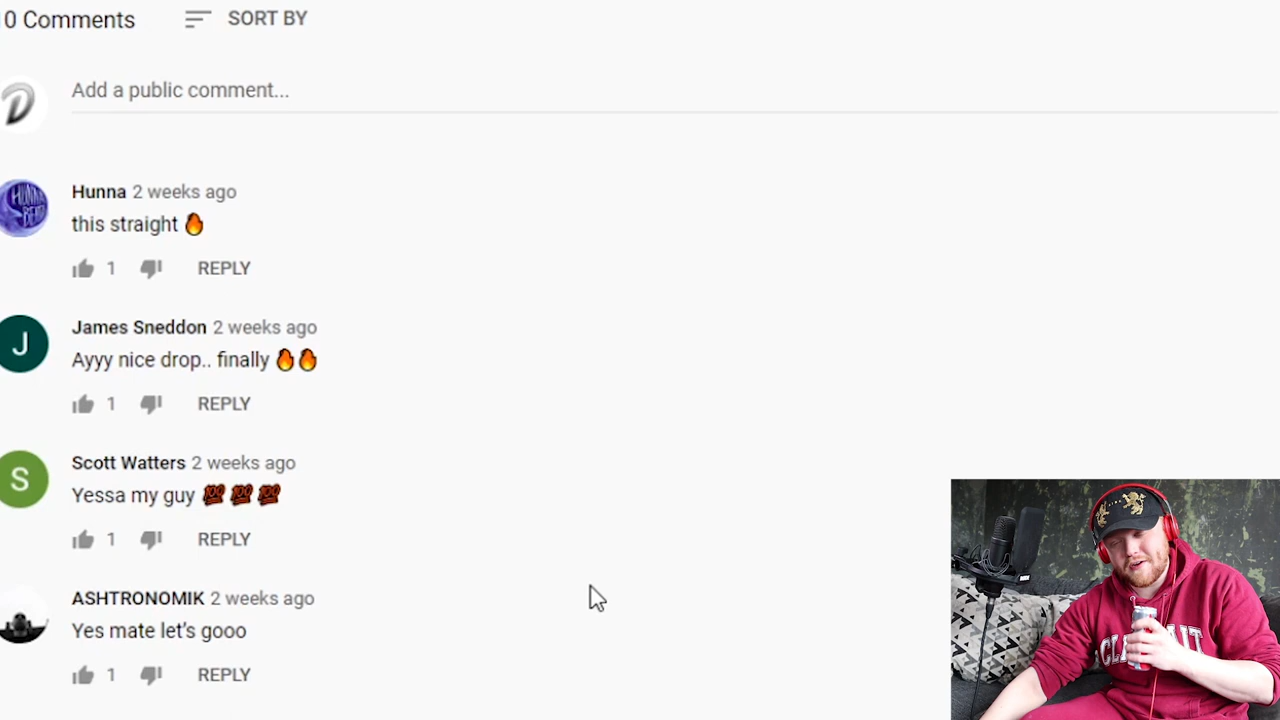 0 Comments
SORT BY
Add a public comment...
Hunna 2 weeks ago
this straight 🔥
1 REPLY
James Sneddon 2 weeks ago
Ayyy nice drop.. finally 🔥🔥
1 REPLY
Scott Watters 2 weeks ago
Yessa my guy 💯 💯 💯
1 REPLY
ASHTRONOMIK 2 weeks ago
Yes mate let's gooo
1 REPLY